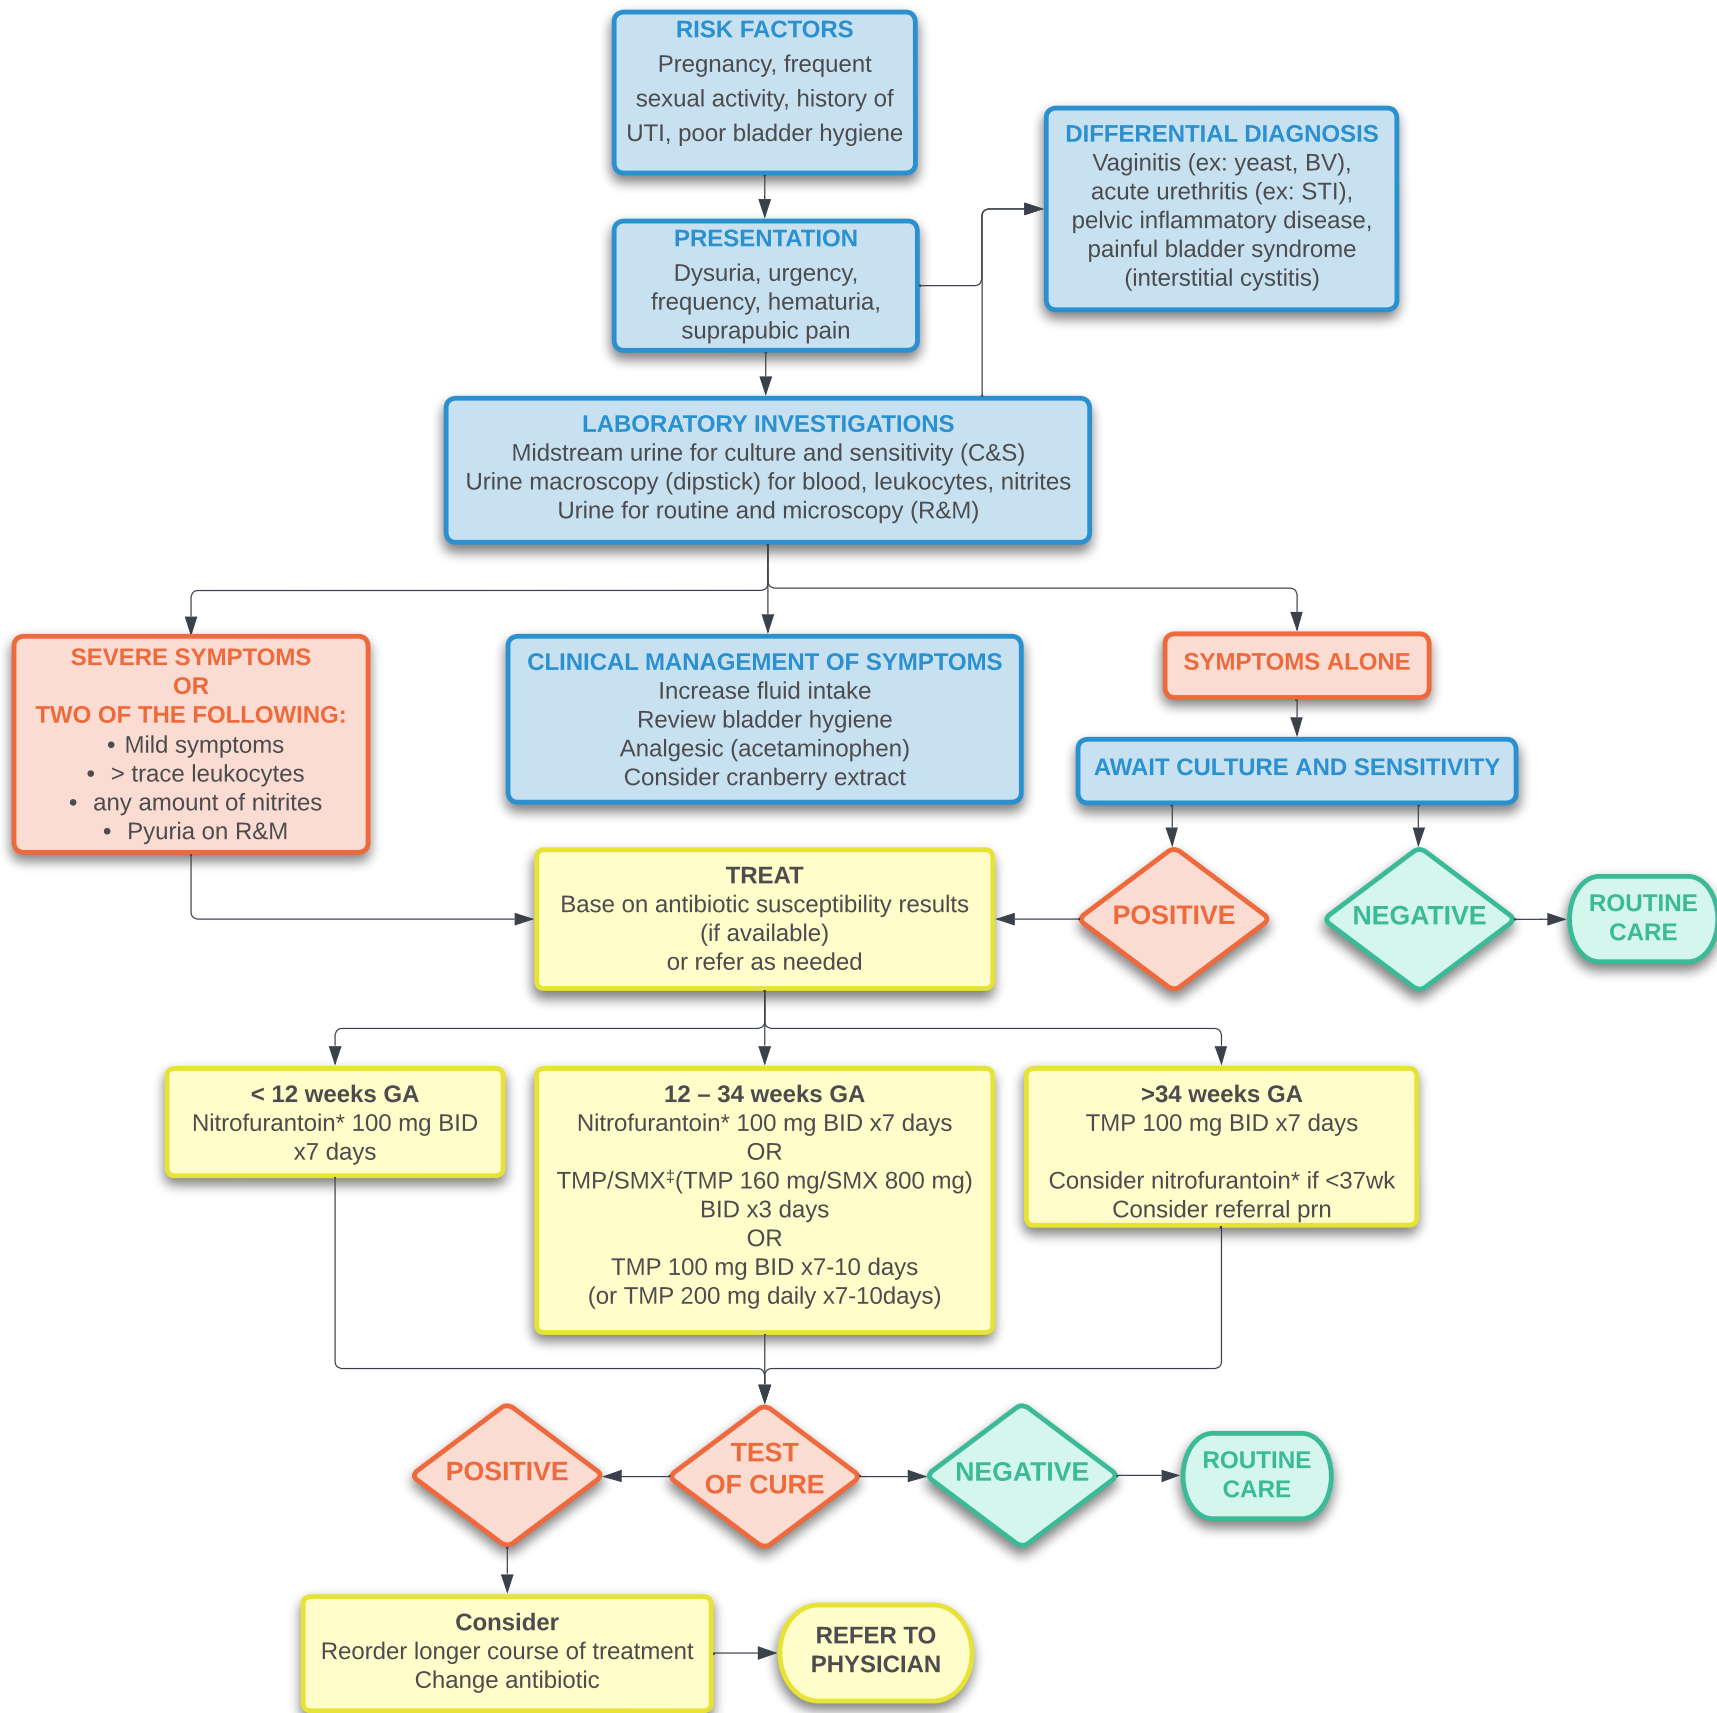 RISK FACTORS
Pregnancy, frequent
sexual activity, history of
UTI, poor bladder hygiene
DIFFERENTIAL DIAGNOSIS
Vaginitis (ex: yeast, BV),
acute urethritis (ex: STI),
pelvic inflammatory disease,
painful bladder syndrome
(interstitial cystitis)
PRESENTATION
Dysuria, urgency,
frequency, hematuria,
suprapubic pain
LABORATORY INVESTIGATIONS
Midstream urine for culture and sensitivity (C&S)
Urine macroscopy (dipstick) for blood, leukocytes, nitrites
Urine for routine and microscopy (R&M)
SEVERE SYMPTOMS
OR
TWO OF THE FOLLOWING:
• Mild symptoms
• > trace leukocytes
• any amount of nitrites
• Pyuria on R&M
CLINICAL MANAGEMENT OF SYMPTOMS
Increase fluid intake
Review bladder hygiene
Analgesic (acetaminophen)
Consider cranberry extract
SYMPTOMS ALONE
AWAIT CULTURE AND SENSITIVITY
TREAT
Base on antibiotic susceptibility results
(if available)
or refer as needed
POSITIVE
NEGATIVE
ROUTINE
CARE
< 12 weeks GA
Nitrofurantoin* 100 mg BID
x7 days
12 – 34 weeks GA
Nitrofurantoin* 100 mg BID x7 days
OR
TMP/SMX‡(TMP 160 mg/SMX 800 mg)
BID x3 days
OR
TMP 100 mg BID x7-10 days
(or TMP 200 mg daily x7-10days)
>34 weeks GA
TMP 100 mg BID x7 days
Consider nitrofurantoin* if <37wk
Consider referral prn
POSITIVE
TEST
OF CURE
NEGATIVE
ROUTINE
CARE
Consider
Reorder longer course of treatment
Change antibiotic
REFER TO
PHYSICIAN